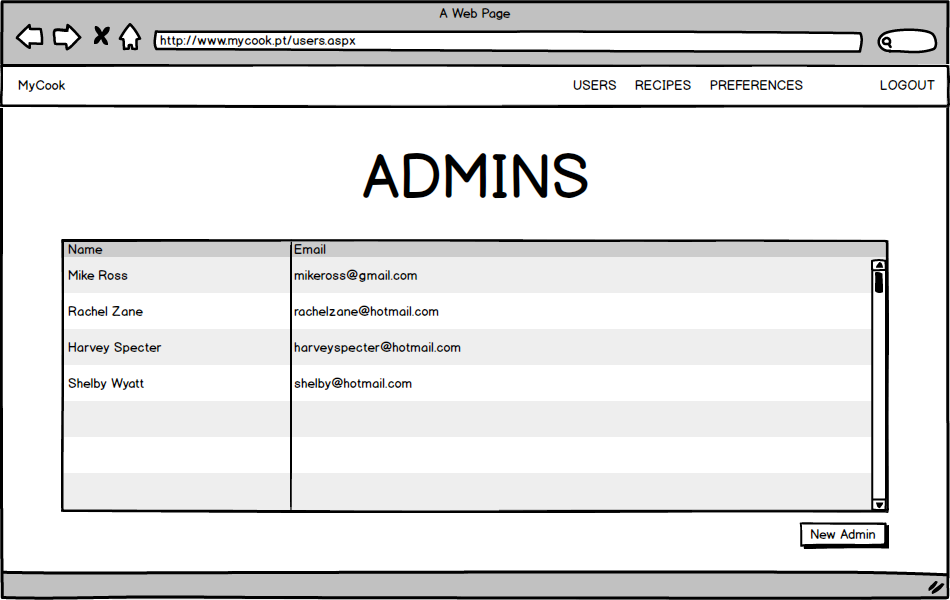 A Web Page
http://www.mycook.pt/users.aspx
MyCook USERS RECIPES PREFERENCES LOGOUT
ADMINS
Name Email
Mike Ross mikeross@gmail.com
Rachel Zane rachelzane@hotmail.com
Harvey Specter harveyspecter@hotmail.com
Shelby Wyatt shelby@hotmail.com
New Admin